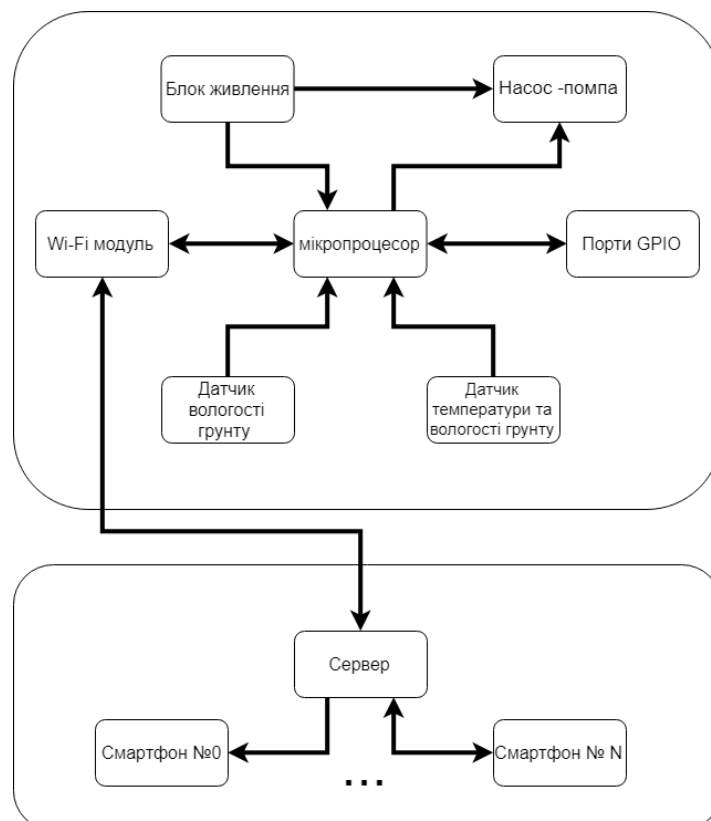 Блок живлення
Насос -помпа
Wi-Fi модуль
мікропроцесор
Порти GPIO
Датчик
вологості
грунту
Датчик
температури та
вологості грунту
Сервер
Смартфон №0
...
Смартфон № N